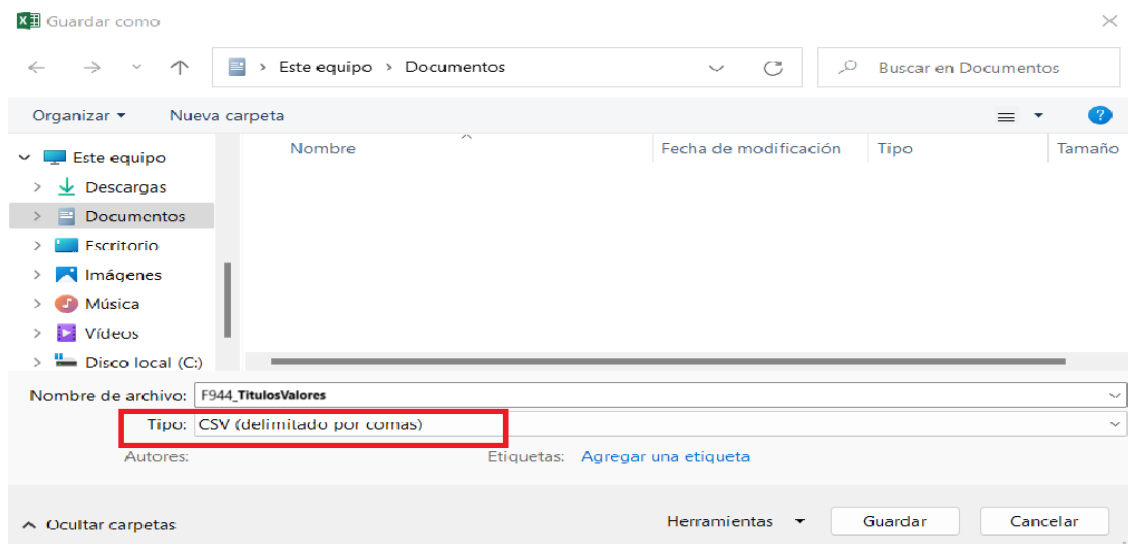 Guardar como
Este equipo > Documentos
Buscar en Documentos
Organizar
Nueva carpeta
Nombre
Fecha de modificación
Tipo
Tamaño
Este equipo
Descargas
Documentos
Escritorio
Imágenes
Música
Vídeos
Disco local (C:)
Nombre de archivo: F944_TitulosValores
Tipo: CSV (delimitado por comas)
Autores:
Etiquetas: Agregar una etiqueta
Ocultar carpetas
Herramientas
Guardar
Cancelar